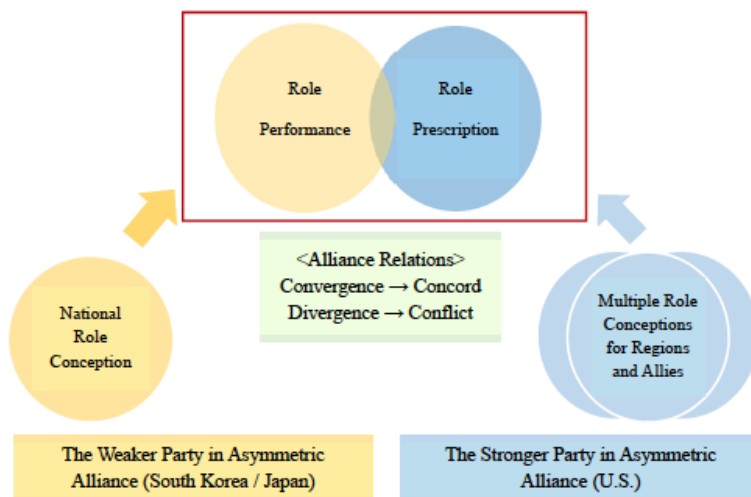 Role
Performance
Role
Prescription
<Alliance Relations>
Convergence → Concord
Divergence → Conflict
National
Role
Conception
Multiple Role
Conceptions
for Regions
and Allies
The Weaker Party in Asymmetric
Alliance (South Korea / Japan)
The Stronger Party in Asymmetric
Alliance (U.S.)